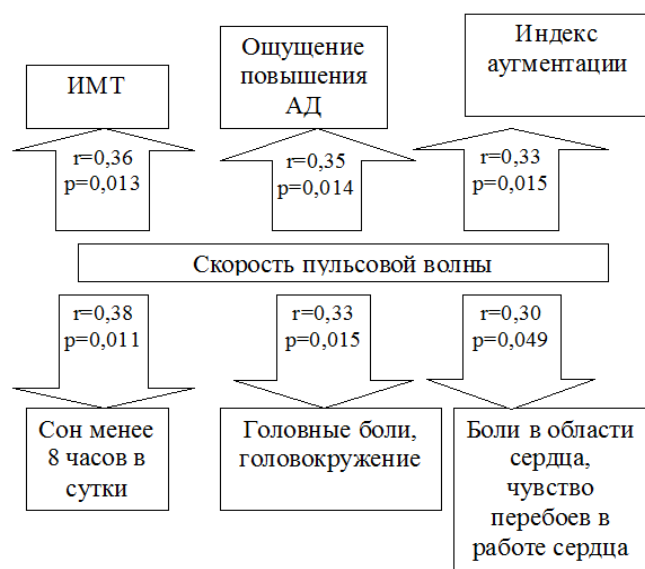 ИМТ
Ощущение
повышения
АД
Индекс
аугментации
r=0,36
p=0,013
r=0,35
p=0,014
r=0,33
p=0,015
Скорость пульсовой волны
r=0,38
p=0,011
r=0,33
p=0,015
r=0,30
p=0,049
Сон менее
8 часов в
сутки
Головные боли,
головокружение
Боли в области
сердца,
чувство
перебоев в
работе сердца